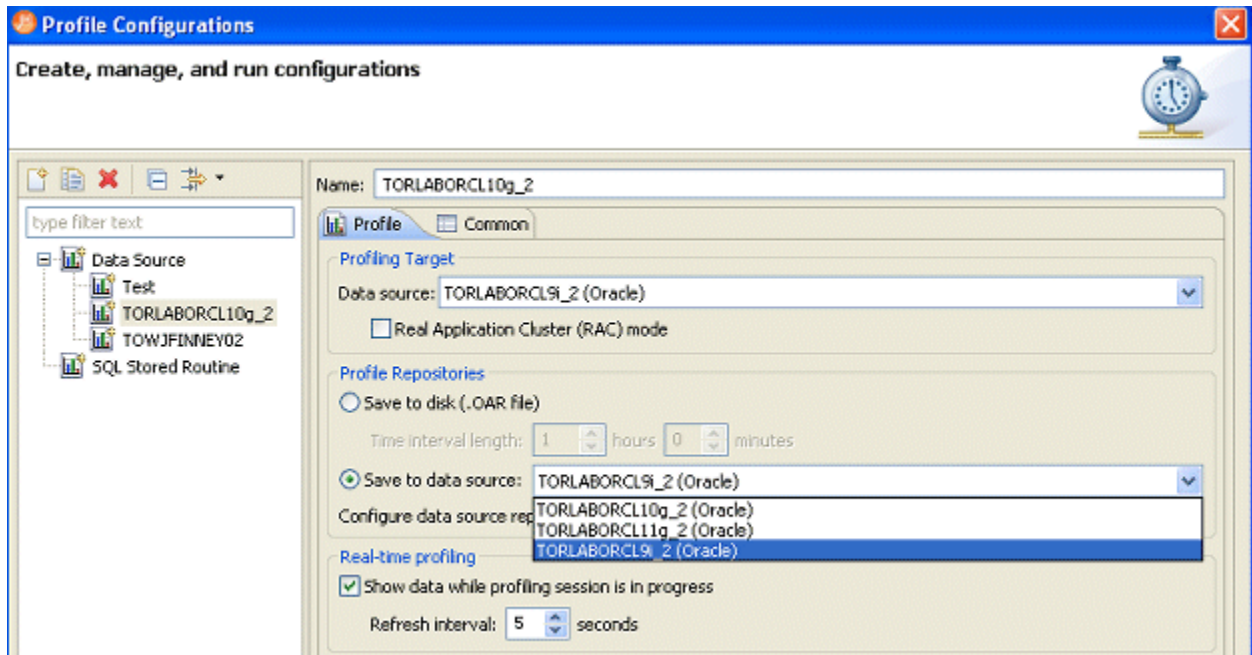 Profile Configurations
Create, manage, and run configurations
type filter text
Data Source
Test
TORLABORCL10g_2
TOWJFINNEY02
SQL Stored Routine
Name: TORLABORCL10g_2
Profile Common
Profiling Target
Data source: TORLABORCL9i_2 (Oracle)
Real Application Cluster (RAC) mode
Profile Repositories
Save to disk (.OAR file)
Time interval length: 1 hours 0 minutes
Save to data source: TORLABORCL9i_2 (Oracle)
Configure data source rep
TORLABORCL10g_2 (Oracle)
TORLABORCL11g_2 (Oracle)
TORLABORCL9i_2 (Oracle)
Real-time profiling
Show data while profiling session is in progress
Refresh interval: 5 seconds